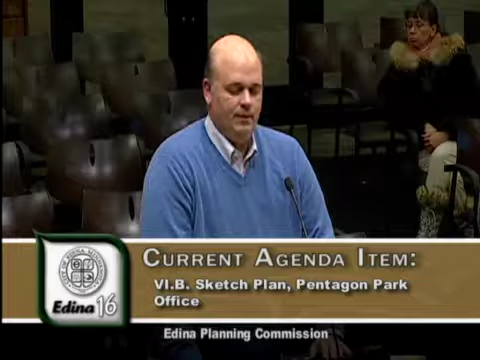 CURRENT AGENDA ITEM:
VI.B. Sketch Plan, Pentagon Park
Office
Edina 16
Edina Planning Commission